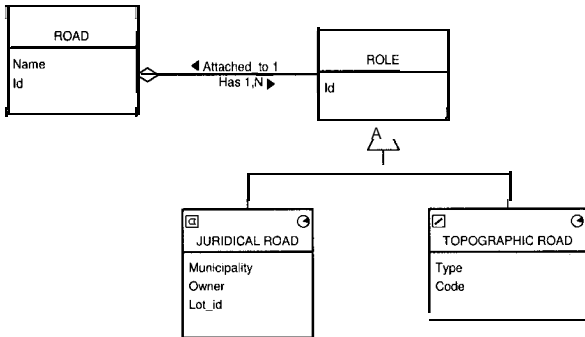 ROAD
Name
Id
◀ Attached_to 1
Has 1,N ▶
ROLE
Id
A
JURIDICAL ROAD
Municipality
Owner
Lot_id
TOPOGRAPHIC ROAD
Type
Code